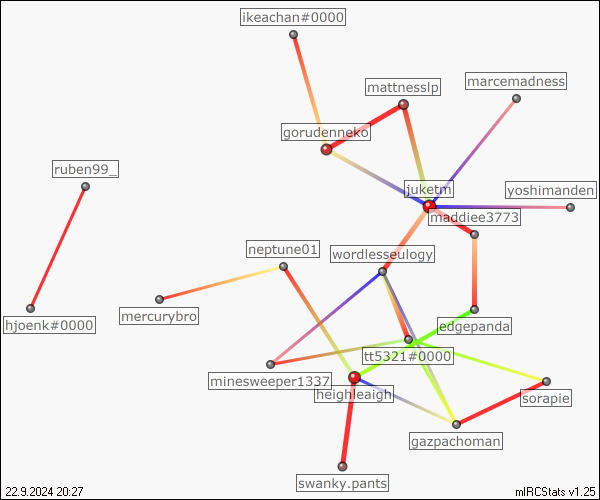 ikeachan#0000
mattnesslp
marcemadness
gorudenneko
ruben99_
juketm
yoshimanden
maddiee3773
neptune01
wordlesseulogy
mercurybro
hjoenk#0000
edgepanda
tt5321#0000
minesweeper1337
heighleaigh
sorapie
gazpachoman
swanky.pants
22.9.2024 20:27
mIRCStats v1.25